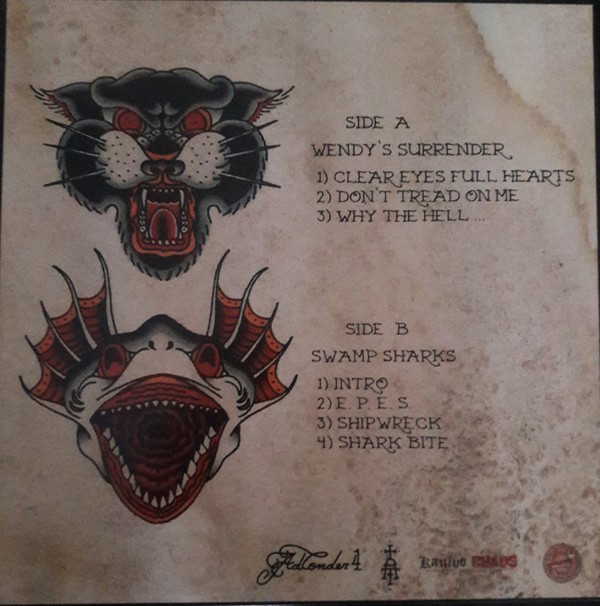 SIDE A
WENDY'S SURRENDER
1) CLEAR EYES FULL HEARTS
2) DON'T TREAD ON ME
3) WHY THE HELL ...
SIDE B
SWAMP SHARKS
1) INTRO
2) E. P. E. S.
3) SHIPWRECK
4) SHARK BITE
CHAOS